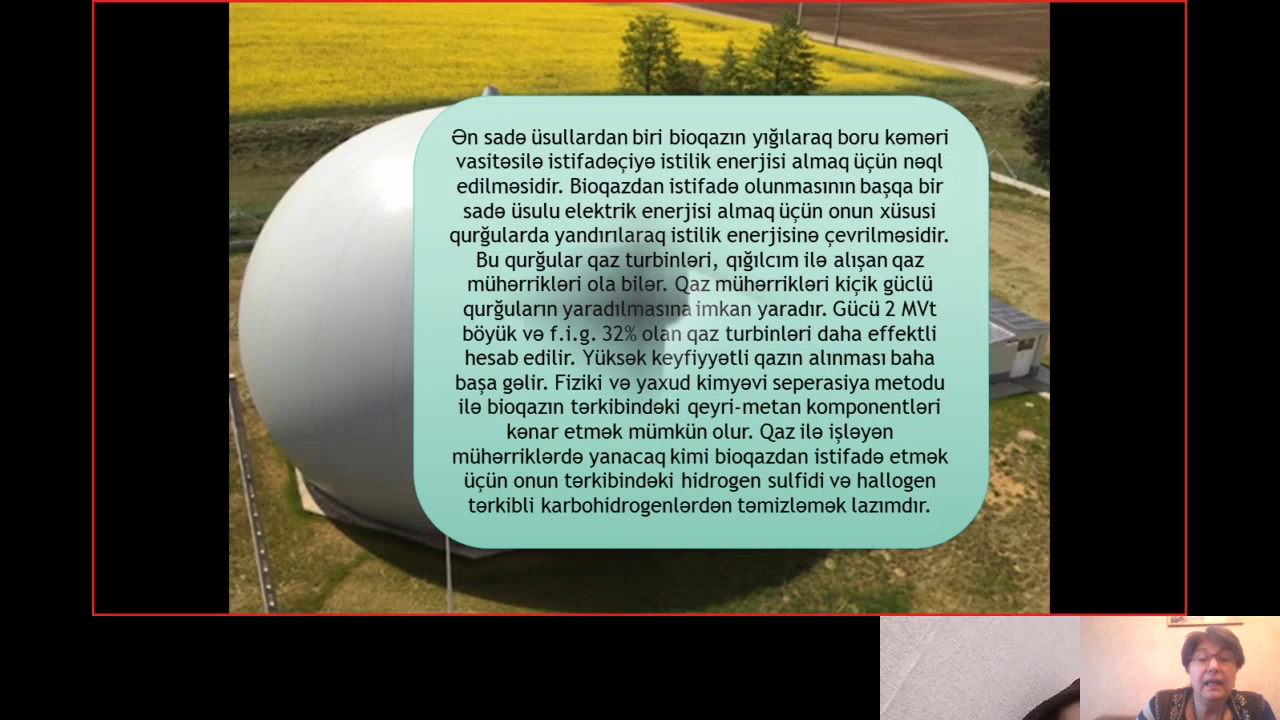 Ən sadə üsullardan biri bioqazın yığılaraq boru kəməri
vasitəsilə istifadəçiyə istilik enerjisi almaq üçün nəql
edilməsidir. Bioqazdan istifadə olunmasının başqa bir
sadə üsulu elektrik enerjisi almaq üçün onun xüsusi
qurğularda yandırılaraq istilik enerjisinə çevrilməsidir.
Bu qurğular qaz turbinləri, qığılcım ilə alışan qaz
mühərrikləri ola bilər. Qaz mühərrikləri kiçik güclü
qurğuların yaradılmasına imkan yaradır. Gücü 2 MVt
böyük və f.i.g. 32% olan qaz turbinləri daha effektli
hesab edilir. Yüksək keyfiyyətli qazın alınması baha
başa gəlir. Fiziki və yaxud kimyəvi seperasiya metodu
ilə bioqazın tərkibindəki qeyri-metan komponentləri
kənar etmək mümkün olur. Qaz ilə işləyən
mühərriklərdə yanacaq kimi bioqazdan istifadə etmək
üçün onun tərkibindəki hidrogen sulfidi və hallogen
tərkibli karbohidrogenlərdən təmizləmək lazımdır.